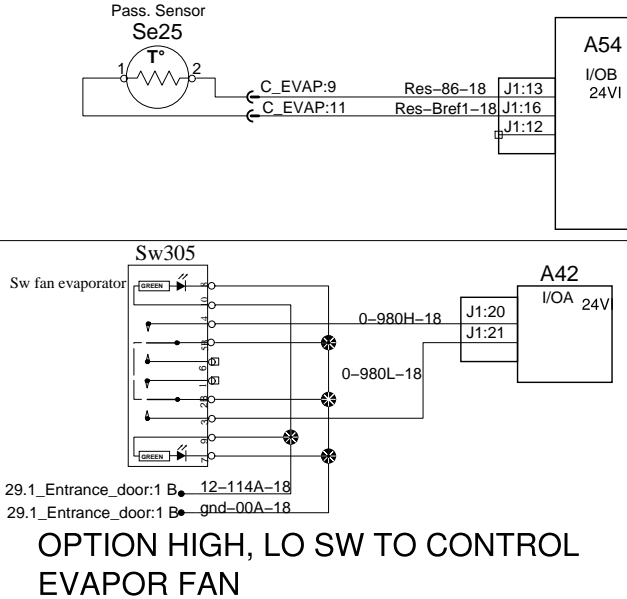 Pass. Sensor
Se25
T°
1 2
C_EVAP:9 Res-86-18 J1:13
C_EVAP:11 Res-Bref1-18 J1:16
J1:12
A54
I/OB
24VI
Sw305
Sw fan evaporator
GREEN
8
10
4
5B
6
1
2B
3
9
7
GREEN
0-980H-18
0-980L-18
J1:20
J1:21
A42
I/OA 24VI
29.1_Entrance_door:1 B 12-114A-18
29.1_Entrance_door:1 B gnd-00A-18
OPTION HIGH, LO SW TO CONTROL
EVAPOR FAN